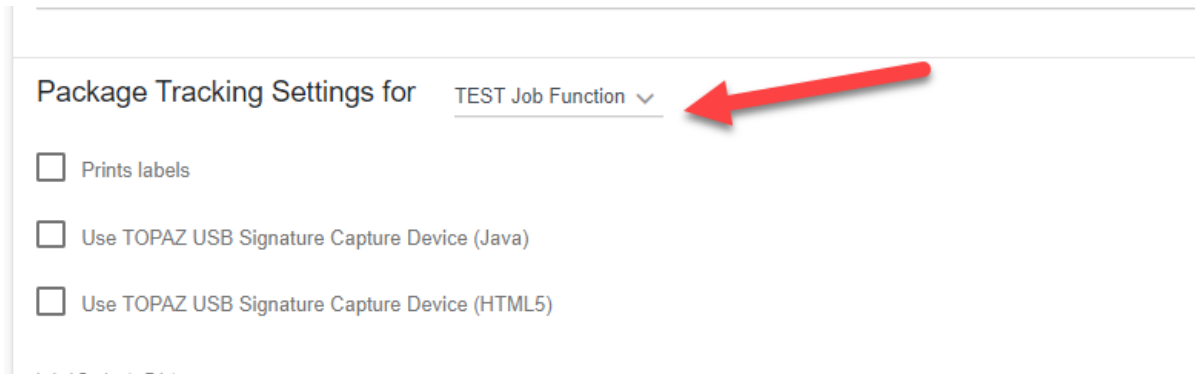 Package Tracking Settings for TEST Job Function
Prints labels
Use TOPAZ USB Signature Capture Device (Java)
Use TOPAZ USB Signature Capture Device (HTML5)